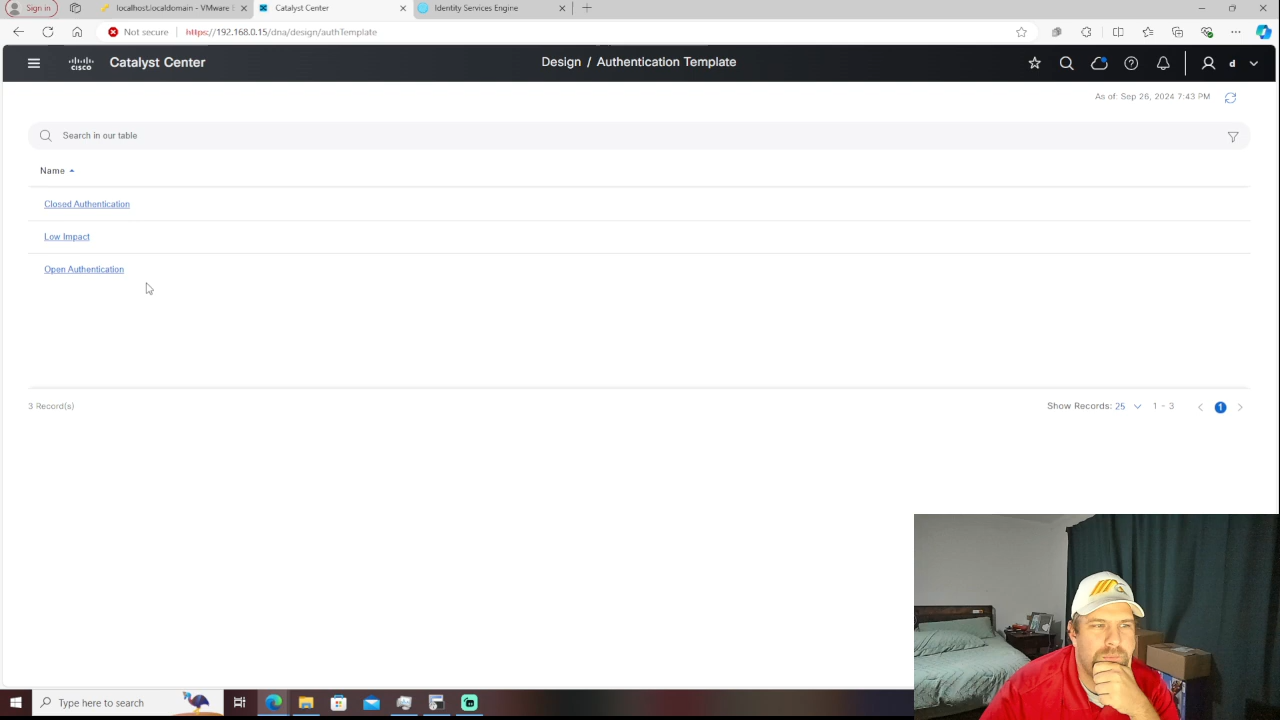 Sign in
localhost.localdomain - VMware
Catalyst Center
Identity Services Engine
Not secure
https://192.168.0.15/dna/design/authTemplate
CISCO
Catalyst Center
Design / Authentication Template
d
As of: Sep 26, 2024 7:43 PM
Search in our table
Name
Closed Authentication
Low Impact
Open Authentication
3 Record(s)
Show Records: 25
1 - 3
1
Type here to search